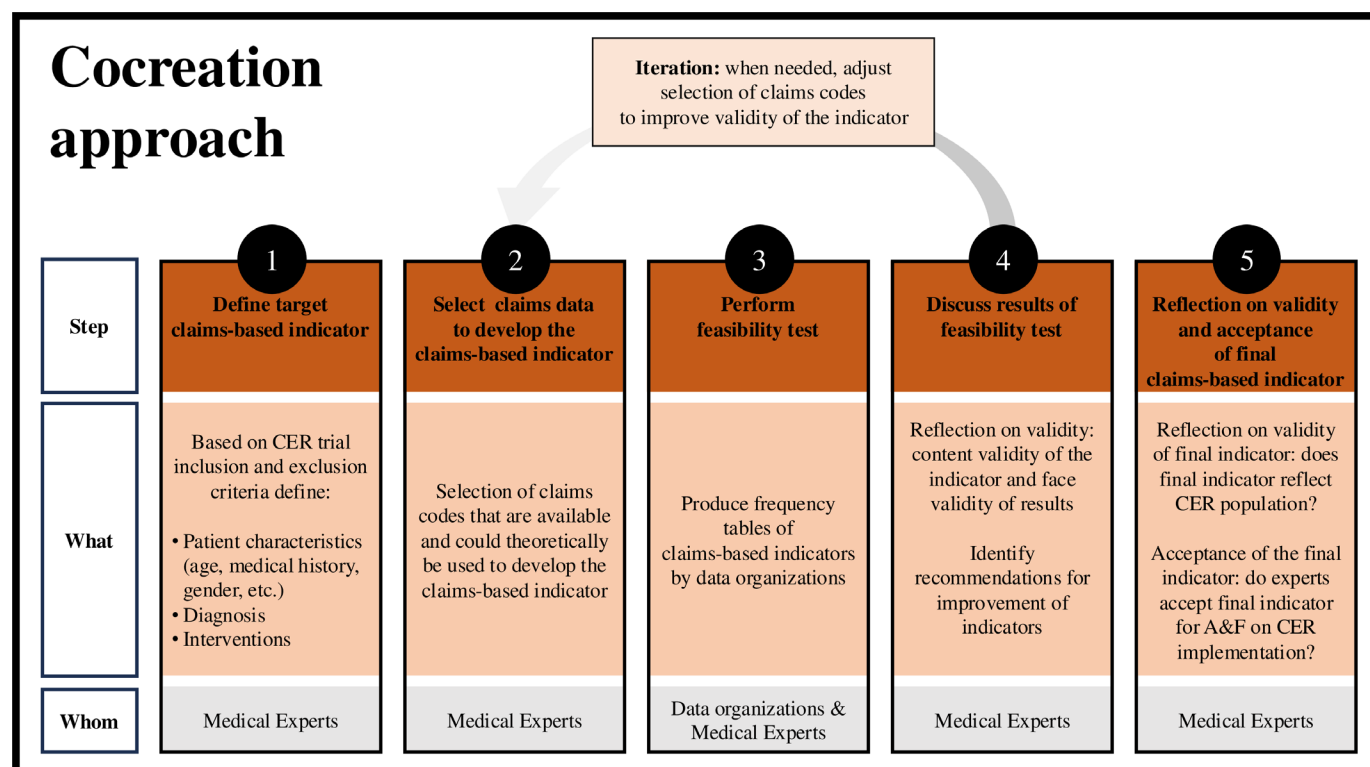 Cocreation
approach
Iteration: when needed, adjust
selection of claims codes
to improve validity of the indicator
Step
1
Define target
claims-based indicator
2
Select claims data
to develop the
claims-based indicator
3
Perform
feasibility test
4
Discuss results of
feasibility test
5
Reflection on validity
and acceptance
of final
claims-based indicator
What
Based on CER trial
inclusion and exclusion
criteria define:
• Patient characteristics
(age, medical history,
gender, etc.)
• Diagnosis
• Interventions
Selection of claims
codes that are available
and could theoretically
be used to develop the
claims-based indicator
Produce frequency
tables of
claims-based indicators
by data organizations
Reflection on validity:
content validity of the
indicator and face
validity of results
Identify
recommendations for
improvement of
indicators
Reflection on validity
of final indicator: does
final indicator reflect
CER population?
Acceptance of the final
indicator: do experts
accept final indicator
for A&F on CER
implementation?
Whom
Medical Experts
Medical Experts
Data organizations &
Medical Experts
Medical Experts
Medical Experts